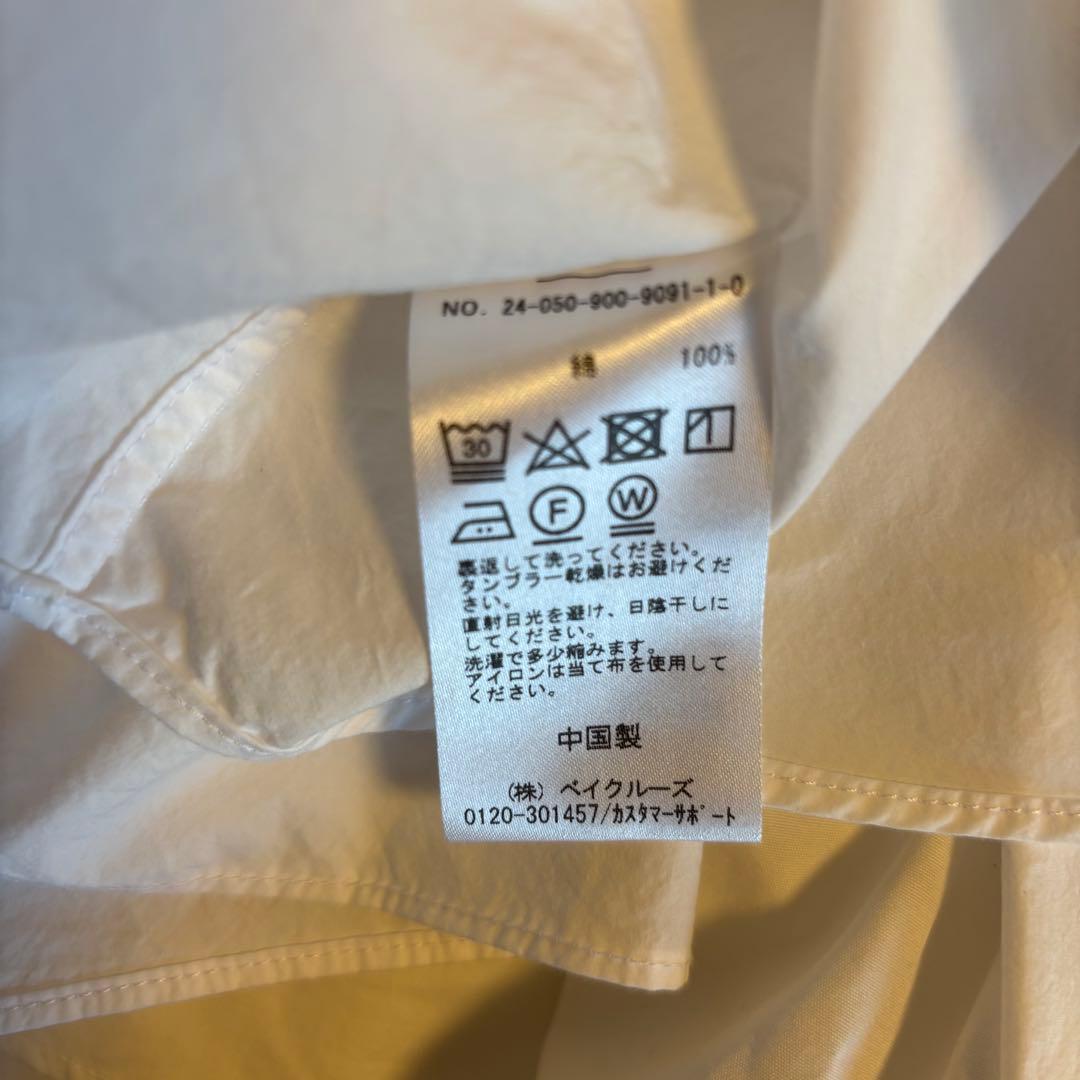 NO. 24-050-900-9091-1-0
綿 100%
30
F W
裏返して洗ってください。
タンブラー乾燥はお避けくだ
さい。
直射日光を避け、日陰干しに
してください。
洗濯で多少縮みます。
アイロンは当て布を使用して
ください。
中国製
(株) ベイクルーズ
0120-301457/カスタマーサポート